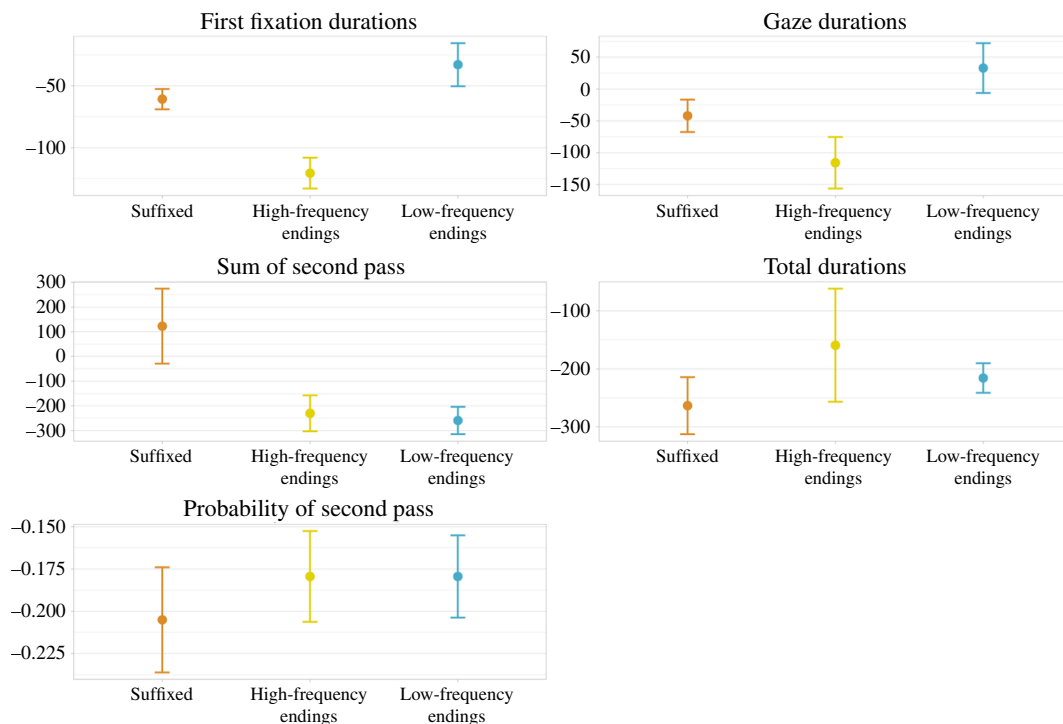 First fixation durations
–50
–100
Suffixed
High-frequency
endings
Low-frequency
endings
Gaze durations
50
0
–50
–100
–150
Suffixed
High-frequency
endings
Low-frequency
endings
Sum of second pass
300
200
100
0
–100
–200
–300
Suffixed
High-frequency
endings
Low-frequency
endings
Total durations
–100
–200
–300
Suffixed
High-frequency
endings
Low-frequency
endings
Probability of second pass
–0.150
–0.175
–0.200
–0.225
Suffixed
High-frequency
endings
Low-frequency
endings